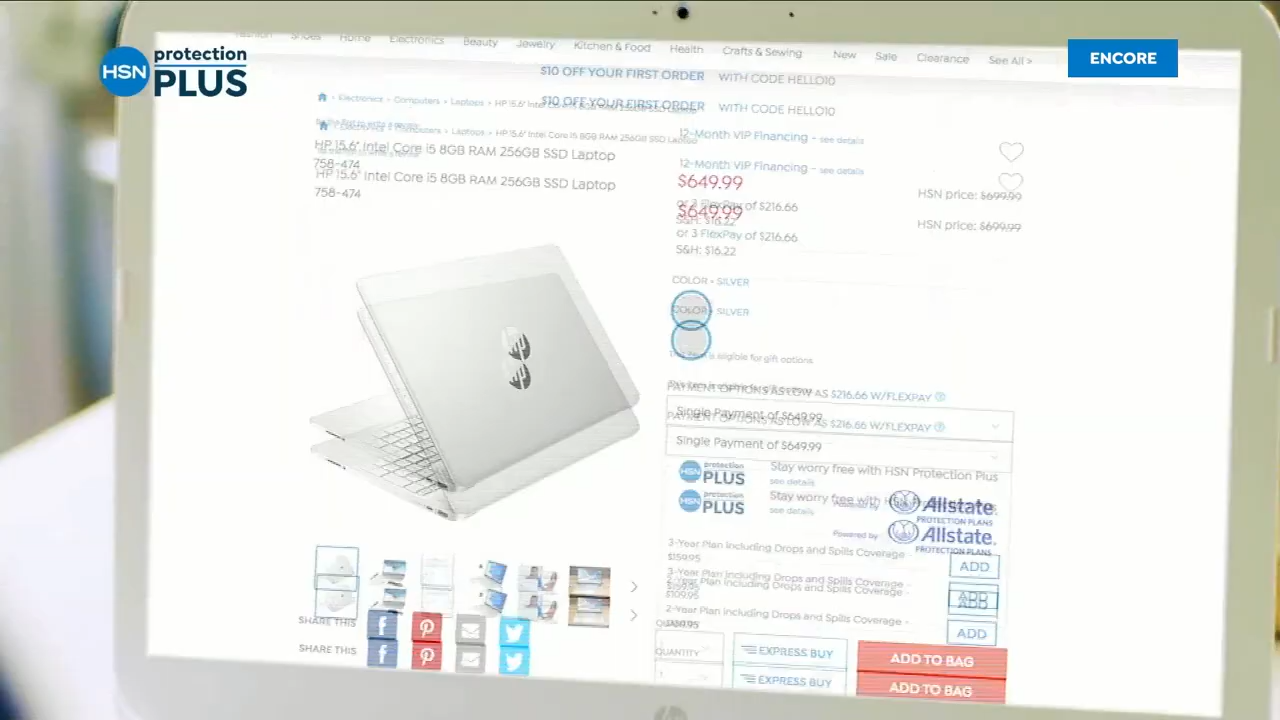 HSN protection PLUS
ENCORE
Fashion Shoes Home Electronics Beauty Jewelry Kitchen & Food Health Crafts & Sewing New Sale Clearance See All >
$10 OFF YOUR FIRST ORDER WITH CODE HELLO10
$10 OFF YOUR FIRST ORDER WITH CODE HELLO10
Electronics > Computers > Laptops > HP 15.6" Intel Core i5 8GB RAM 256GB SSD Laptop
Electronics > Computers > Laptops > HP 15.6" Intel Core i5 8GB RAM 256GB SSD Laptop
12-Month VIP Financing - see details
HP 15.6" Intel Core i5 8GB RAM 256GB SSD Laptop
758-474
12-Month VIP Financing - see details
HP 15.6" Intel Core i5 8GB RAM 256GB SSD Laptop
758-474
$649.99
HSN price: $699.99
or 3 FlexPay of $216.66
$649.99
S&H: $16.22
HSN price: $699.99
or 3 FlexPay of $216.66
S&H: $16.22
COLOR • SILVER
COLOR • SILVER
This item is eligible for gift options
This item is eligible for gift options
PAYMENT OPTIONS AS LOW AS $216.66 W/FLEXPAY
Single Payment of $649.99
PAYMENT OPTIONS AS LOW AS $216.66 W/FLEXPAY
Single Payment of $649.99
HSN protection PLUS
Stay worry free with HSN Protection Plus
see details
HSN protection PLUS
Stay worry free with HSN
see details
Powered by Allstate
PROTECTION PLANS
Powered by Allstate
PROTECTION PLANS
3-Year Plan Including Drops and Spills Coverage -
$159.95
ADD
3-Year Plan Including Drops and Spills Coverage -
2-Year Plan Including Drops and Spills Coverage -
$109.95
ADD
ADD
2-Year Plan Including Drops and Spills Coverage -
ADD
SHARE THIS
SHARE THIS
QUANTITY
EXPRESS BUY
ADD TO BAG
EXPRESS BUY
ADD TO BAG
hp